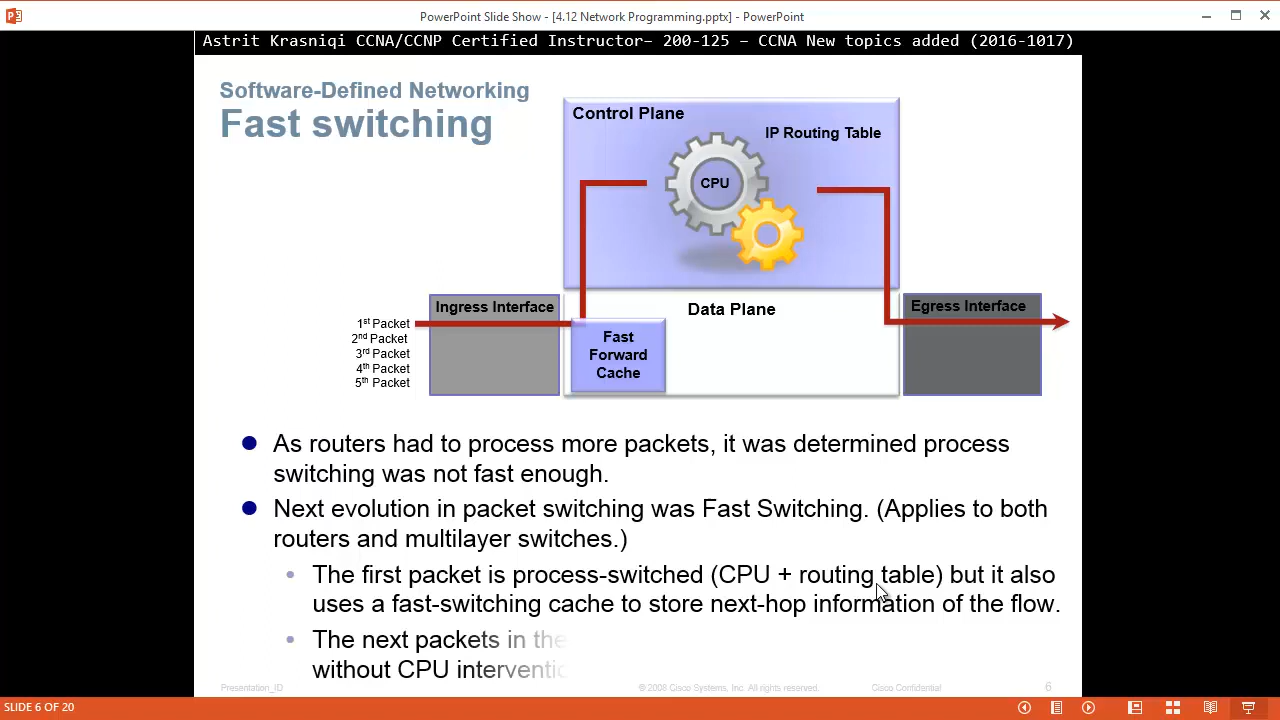 PowerPoint Slide Show - [4.12 Network Programming.pptx] - PowerPoint
Astrit Krasniqi CCNA/CCNP Certified Instructor– 200-125 – CCNA New topics added (2016-1017)
Software-Defined Networking
Fast switching
Control Plane
IP Routing Table
CPU
Ingress Interface
Data Plane
Egress Interface
1st Packet
2nd Packet
3rd Packet
4th Packet
5th Packet
Fast
Forward
Cache
As routers had to process more packets, it was determined process
switching was not fast enough.
Next evolution in packet switching was Fast Switching. (Applies to both
routers and multilayer switches.)
The first packet is process-switched (CPU + routing table) but it also
uses a fast-switching cache to store next-hop information of the flow.
The next packets in the
without CPU interventio
Presentation_ID
© 2008 Cisco Systems, Inc. All rights reserved.
Cisco Confidential
6
SLIDE 6 OF 20